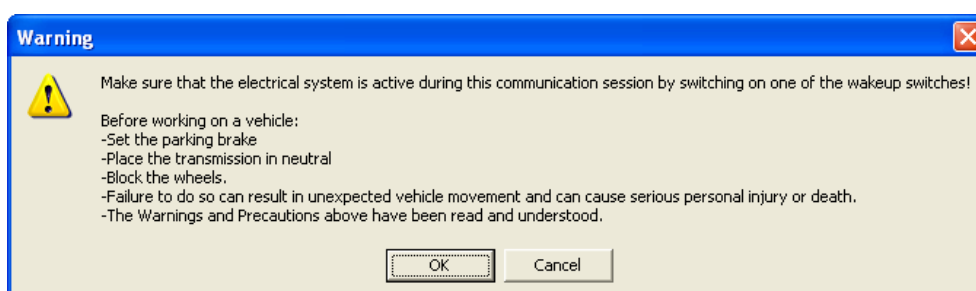 Warning
Make sure that the electrical system is active during this communication session by switching on one of the wakeup switches!
Before working on a vehicle:
-Set the parking brake
-Place the transmission in neutral
-Block the wheels.
-Failure to do so can result in unexpected vehicle movement and can cause serious personal injury or death.
-The Warnings and Precautions above have been read and understood.
OK
Cancel